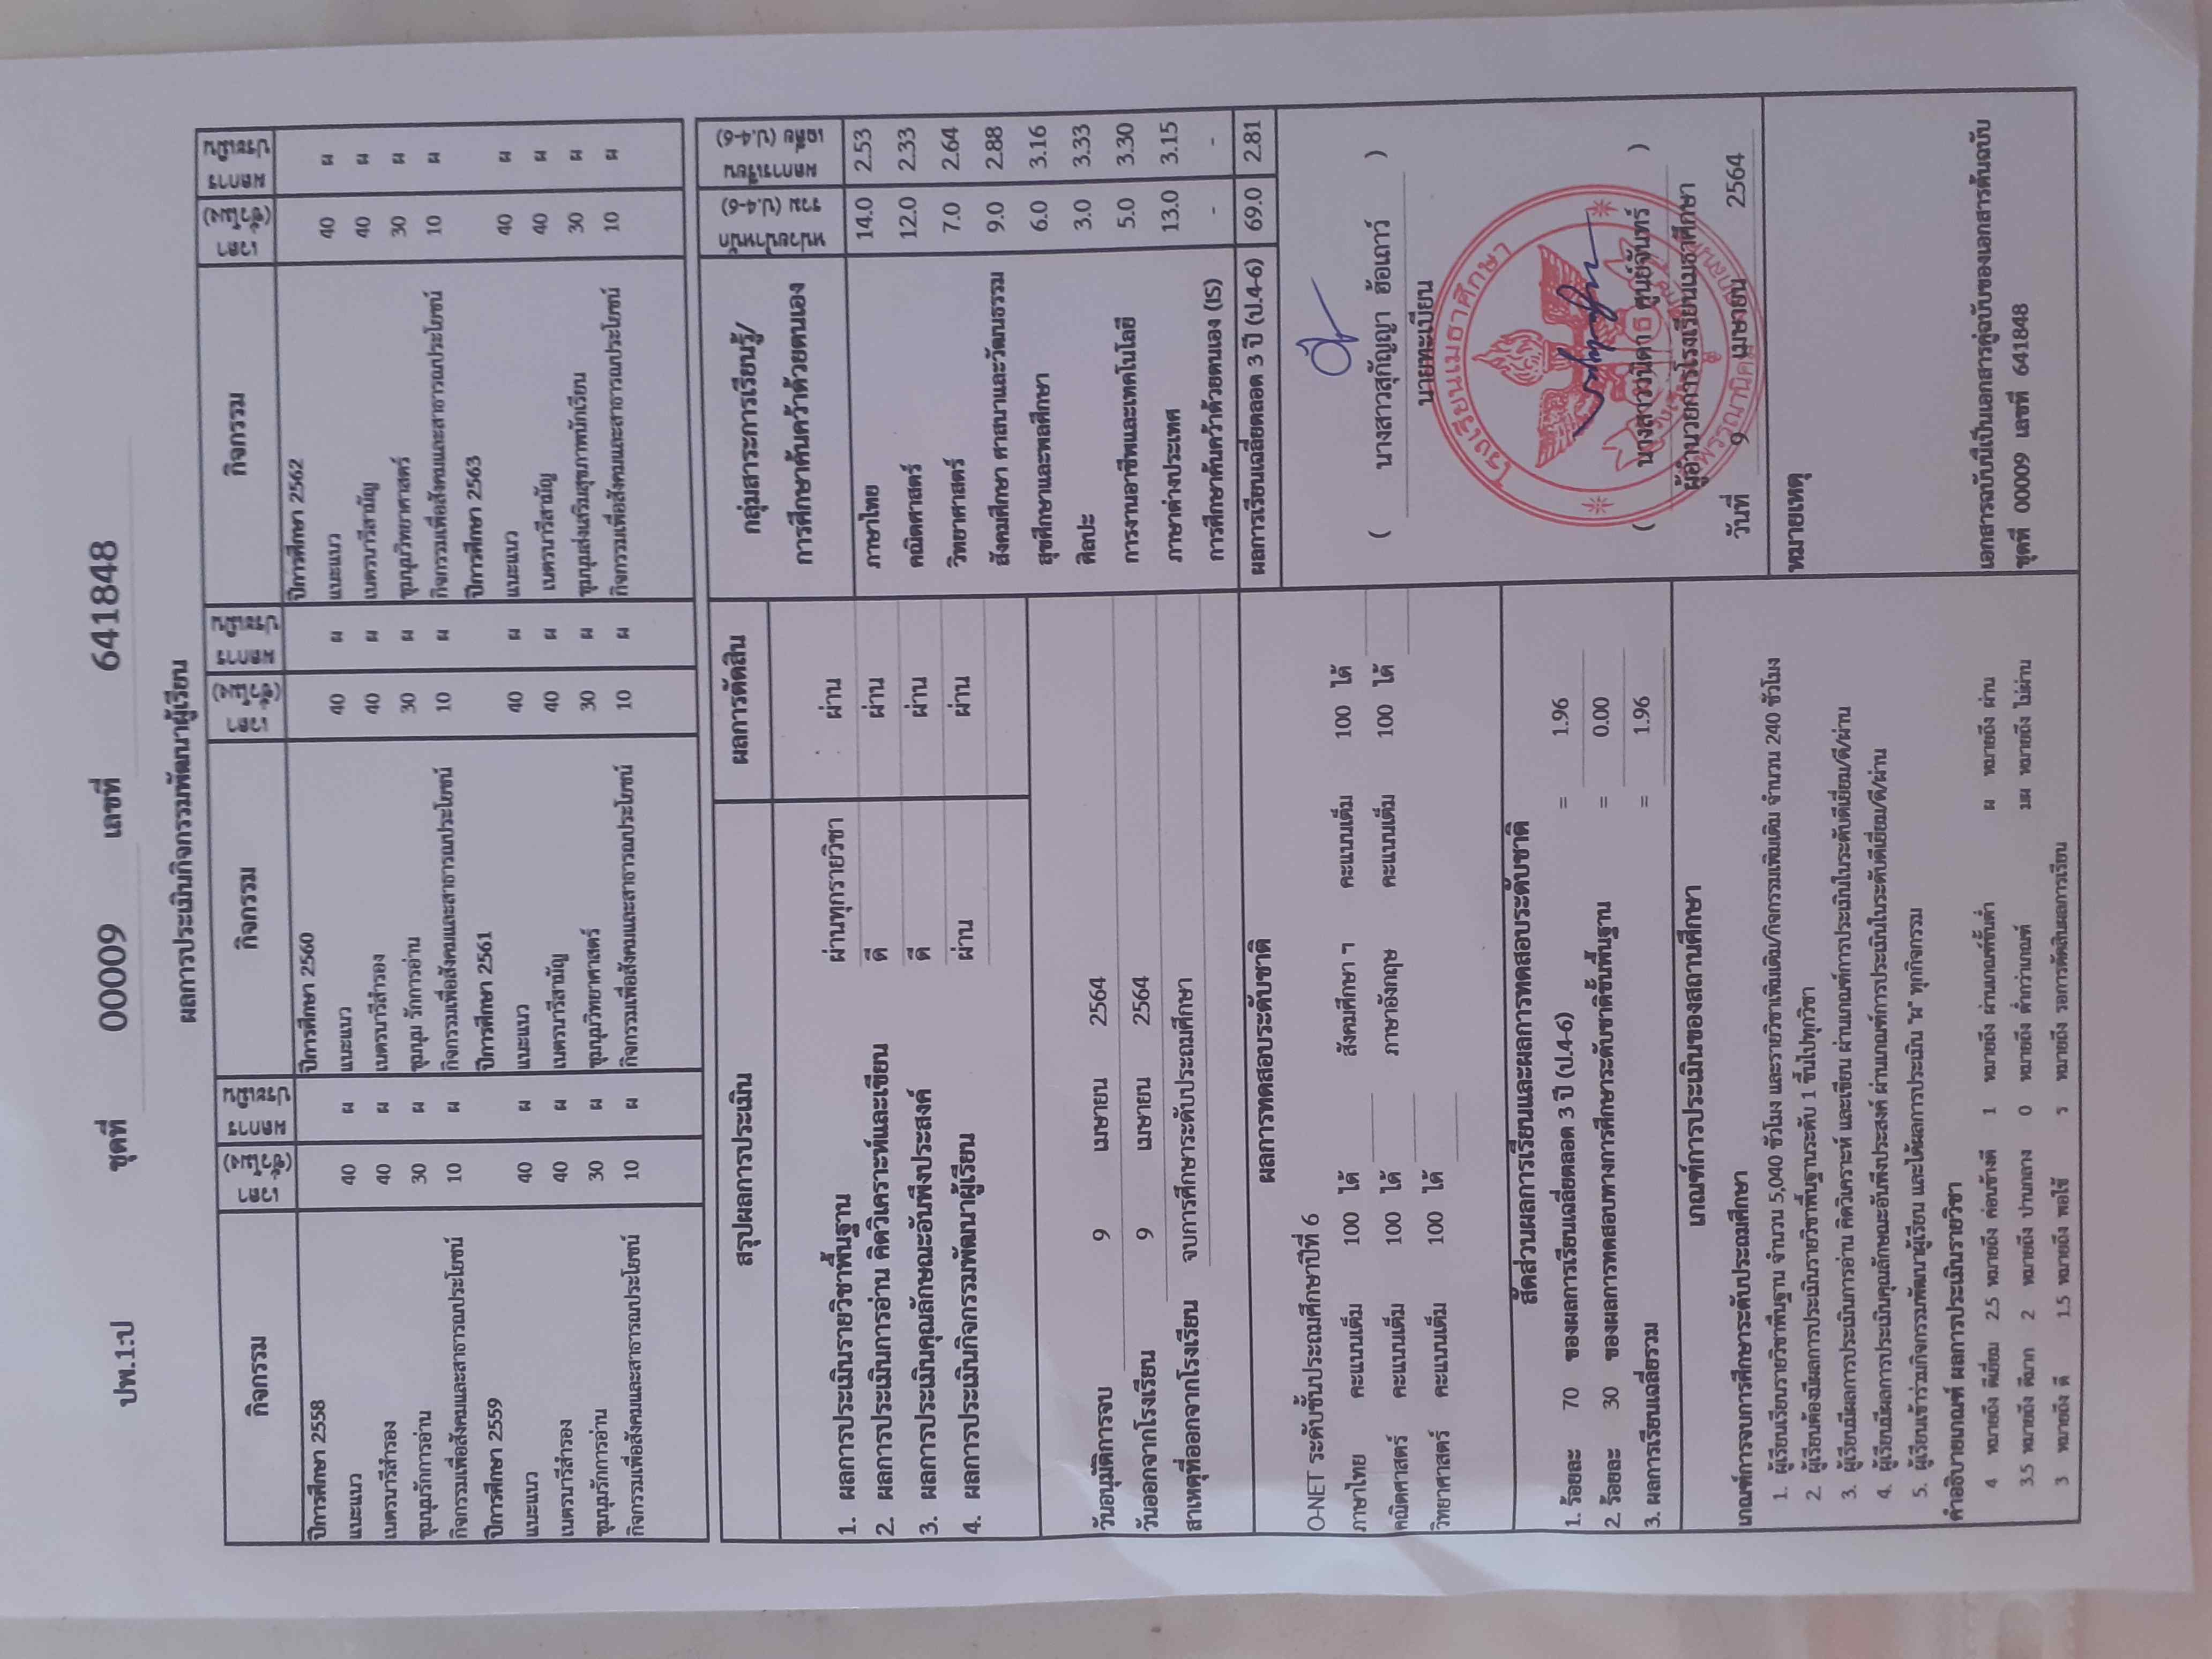 ปพ.1:ป ชุดที่ 00009 เลขที่ 6418848
ผลการประเมินกิจกรรมพัฒนาผู้เรียน
กิจกรรม เวลา (ชั่วโมง) ผลการประเมิน กิจกรรม เวลา (ชั่วโมง) ผลการประเมิน กิจกรรม เวลา (ชั่วโมง) ผลการประเมิน
ปีการศึกษา 2558 ปีการศึกษา 2560 ปีการศึกษา 2562
แนะแนว 40 ผ แนะแนว 40 ผ แนะแนว 40 ผ
เนตรนารีสำรอง 40 ผ เนตรนารีสำรอง 40 ผ เนตรนารีสามัญ 40 ผ
ชุมนุมรักการอ่าน 30 ผ ชุมนุม รักการอ่าน 30 ผ ชุมนุมวิทยาศาสตร์ 30 ผ
กิจกรรมเพื่อสังคมและสาธารณประโยชน์ 10 ผ กิจกรรมเพื่อสังคมและสาธารณประโยชน์ 10 ผ กิจกรรมเพื่อสังคมและสาธารณประโยชน์ 10 ผ
ปีการศึกษา 2559 ปีการศึกษา 2561 ปีการศึกษา 2563
แนะแนว 40 ผ แนะแนว 40 ผ แนะแนว 40 ผ
เนตรนารีสำรอง 40 ผ เนตรนารีสามัญ 40 ผ เนตรนารีสามัญ 40 ผ
ชุมนุมรักการอ่าน 30 ผ ชุมนุมวิทยาศาสตร์ 30 ผ ชุมนุมส่งเสริมสุขภาพนักเรียน 30 ผ
กิจกรรมเพื่อสังคมและสาธารณประโยชน์ 10 ผ กิจกรรมเพื่อสังคมและสาธารณประโยชน์ 10 ผ กิจกรรมเพื่อสังคมและสาธารณประโยชน์ 10 ผ
สรุปผลการประเมิน ผลการตัดสิน
1. ผลการประเมินรายวิชาพื้นฐาน ผ่านทุกรายวิชา ผ่าน
2. ผลการประเมินการอ่าน คิดวิเคราะห์และเขียน ดี ผ่าน
3. ผลการประเมินคุณลักษณะอันพึงประสงค์ ดี ผ่าน
4. ผลการประเมินกิจกรรมพัฒนาผู้เรียน ผ่าน ผ่าน
วันอนุมัติการจบ 9 เมษายน 2564
วันออกจากโรงเรียน 9 เมษายน 2564
สาเหตุที่ออกจากโรงเรียน จบการศึกษาระดับประถมศึกษา
ผลการทดสอบระดับชาติ
O-NET ระดับชั้นประถมศึกษาปีที่ 6
ภาษาไทย คะแนนเต็ม 100 ได้ สังคมศึกษา ฯ คะแนนเต็ม 100 ได้
คณิตศาสตร์ คะแนนเต็ม 100 ได้ ภาษาอังกฤษ คะแนนเต็ม 100 ได้
วิทยาศาสตร์ คะแนนเต็ม 100 ได้
สัดส่วนผลการเรียนและผลการทดสอบระดับชาติ
1. ร้อยละ 70 ของผลการเรียนเฉลี่ยตลอด 3 ปี (ป.4-6) = 1.96
2. ร้อยละ 30 ของผลการทดสอบทางการศึกษาระดับชาติขั้นพื้นฐาน = 0.00
3. ผลการเรียนเฉลี่ยรวม = 1.96
กลุ่มสาระการเรียนรู้/
การศึกษาค้นคว้าด้วยตนเอง
หน่วยน้ำหนัก
รวม (ป.4-6)
ผลการเรียน
เฉลี่ย (ป.4-6)
ภาษาไทย 14.0 2.53
คณิตศาสตร์ 12.0 2.33
วิทยาศาสตร์ 7.0 2.64
สังคมศึกษา ศาสนาและวัฒนธรรม 9.0 2.88
สุขศึกษาและพลศึกษา 6.0 3.16
ศิลปะ 3.0 3.33
การงานอาชีพและเทคโนโลยี 5.0 3.30
ภาษาต่างประเทศ 13.0 3.15
การศึกษาค้นคว้าด้วยตนเอง (IS) - -
ผลการเรียนเฉลี่ยตลอด 3 ปี (ป.4-6) 69.0 2.81
( นางสาวสุกัญญา อ้อเถาว์ )
นายทะเบียน
โรงเรียนเมธาศึกษา
( นางสาววนิดา ศูนย์จันทร์ )
ผู้อำนวยการโรงเรียนเมธาศึกษา
วันที่ 9 เมษายน 2564
เกณฑ์การประเมินของสถานศึกษา
เกณฑ์การจบการศึกษาระดับประถมศึกษา
1. ผู้เรียนเรียนรายวิชาพื้นฐาน จำนวน 5,040 ชั่วโมง และรายวิชาเพิ่มเติม/กิจกรรมเพิ่มเติม จำนวน 240 ชั่วโมง
2. ผู้เรียนต้องมีผลการประเมินรายวิชาพื้นฐานระดับ 1 ขึ้นไปทุกวิชา
3. ผู้เรียนมีผลการประเมินการอ่าน คิดวิเคราะห์ และเขียน ผ่านเกณฑ์การประเมินในระดับดีเยี่ยม/ดี/ผ่าน
4. ผู้เรียนมีผลการประเมินคุณลักษณะอันพึงประสงค์ ผ่านเกณฑ์การประเมินในระดับดีเยี่ยม/ดี/ผ่าน
5. ผู้เรียนเข้าร่วมกิจกรรมพัฒนาผู้เรียน และได้ผลการประเมิน "ผ" ทุกกิจกรรม
คำอธิบายเกณฑ์ ผลการประเมินรายวิชา
4 หมายถึง ดีเยี่ยม 2.5 หมายถึง ค่อนข้างดี 1 หมายถึง ผ่านเกณฑ์ขั้นต่ำ ผ หมายถึง ผ่าน
3.5 หมายถึง ดีมาก 2 หมายถึง ปานกลาง 0 หมายถึง ต่ำกว่าเกณฑ์ มผ หมายถึง ไม่ผ่าน
3 หมายถึง ดี 1.5 หมายถึง พอใช้ ร หมายถึง รอการตัดสินผลการเรียน
หมายเหตุ
เอกสารฉบับนี้เป็นเอกสารคู่ฉบับของเอกสารต้นฉบับ
ชุดที่ 00009 เลขที่ 641848